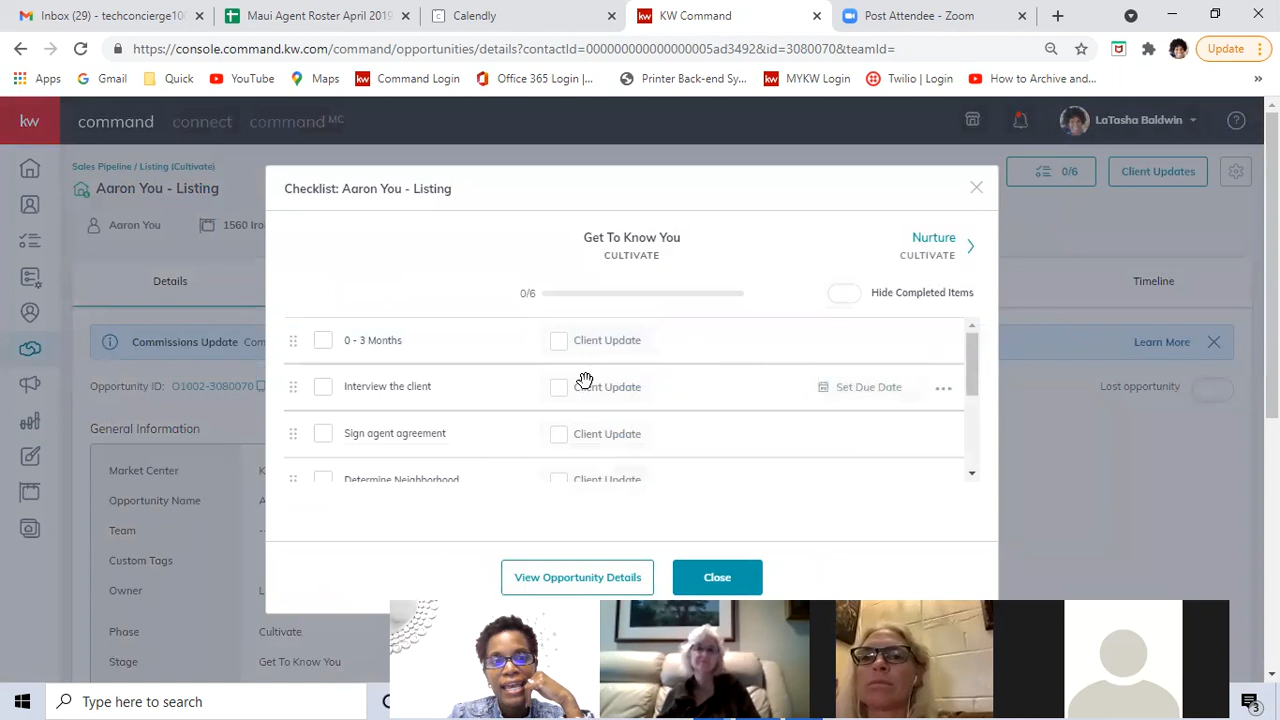 Inbox (29) - techconcierge100
Maui Agent Roster April 2018
Calendly
KW Command
Post Attendee - Zoom
https://console.command.kw.com/command/opportunities/details?contactId=00000000000000005ad3492&id=3080070&teamId=
Update
Apps
Gmail
Quick
YouTube
Maps
Command Login
Office 365 Login |...
Printer Back-end Sy...
MYKW Login
Twilio | Login
How to Archive and...
»
kw
command
connect
command MC
LaTasha Baldwin
Sales Pipeline / Listing (Cultivate)
Aaron You - Listing
0/6
Client Updates
Aaron You
1560 Iro
Details
Timeline
Commissions Update
Learn More
Opportunity ID: O1002-3080070
Lost opportunity
General Information
Market Center
Opportunity Name
Team
--
Custom Tags
Owner
Phase
Cultivate
Stage
Get To Know You
Checklist: Aaron You - Listing
Get To Know You
CULTIVATE
Nurture
CULTIVATE
0/6
Hide Completed Items
0 - 3 Months
Client Update
Interview the client
Client Update
Set Due Date
Sign agent agreement
Client Update
Determine Neighborhood
Client Update
View Opportunity Details
Close
Type here to search
3